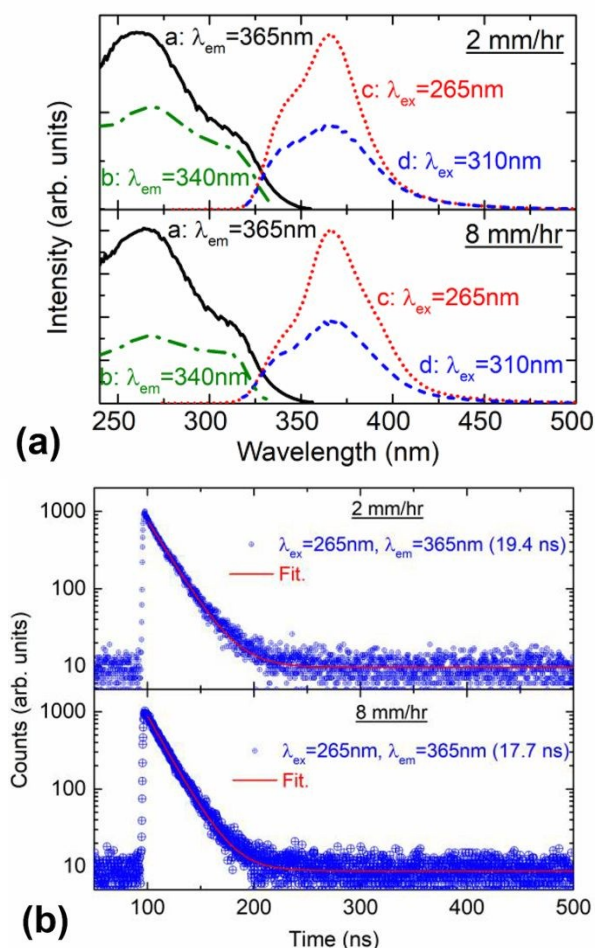 a: λem=365nm
2 mm/hr
c: λex=265nm
b: λem=340nm
d: λex=310nm
a: λem=365nm
8 mm/hr
c: λex=265nm
b: λem=340nm
d: λex=310nm
Intensity (arb. units)
250 300 350 400 450 500
Wavelength (nm)
(a)
2 mm/hr
1000
λex=265nm, λem=365nm (19.4 ns)
Fit.
100
10
8 mm/hr
1000
λex=265nm, λem=365nm (17.7 ns)
Fit.
100
10
Counts (arb. units)
100 200 300 400 500
Time (ns)
(b)